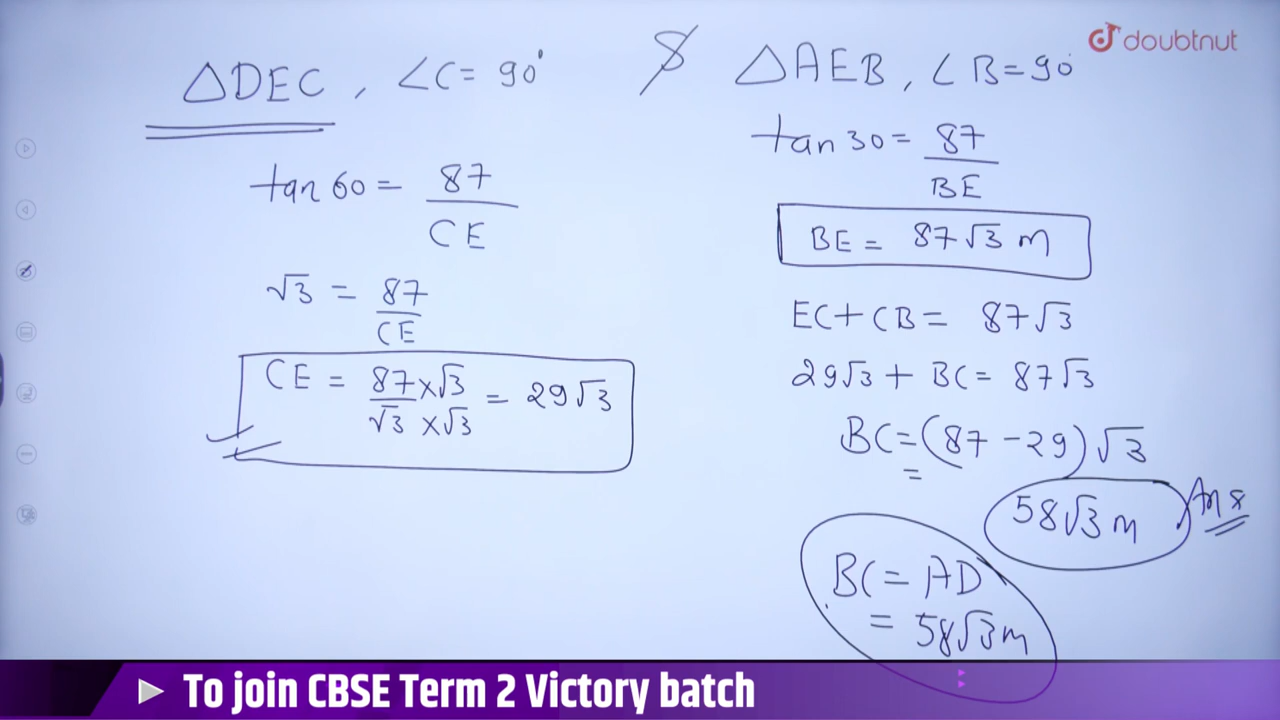 doubtnut
△DEC, ∠C= 90°
tan 60 = 87/CE
√3 = 87/CE
CE = 87×√3/√3×√3 = 29√3
△AEB, ∠B=90°
tan 30 = 87/BE
BE = 87√3 m
EC+CB = 87√3
29√3 + BC = 87√3
BC=(87-29)√3
58√3 m Ans
BC = AD
= 58√3 m
To join CBSE Term 2 Victory batch